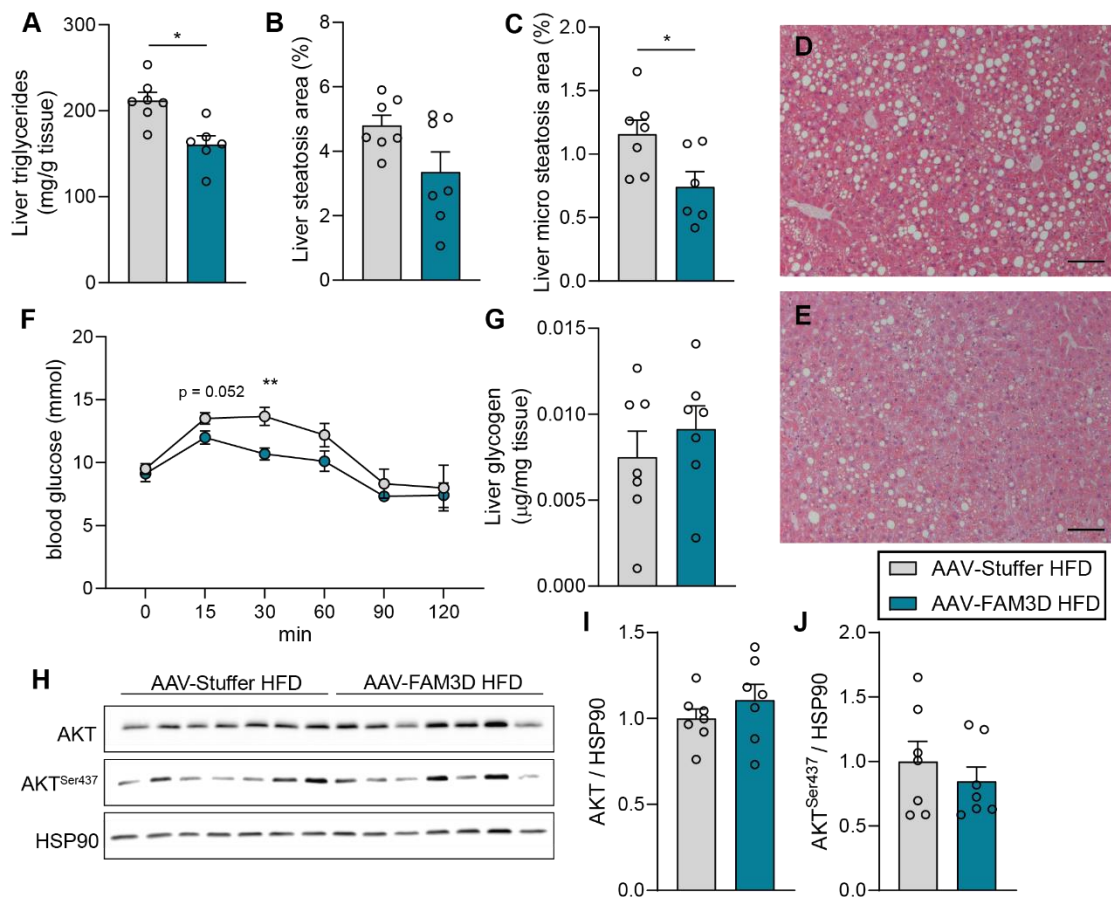 A
Liver triglycerides
(mg/g tissue)
300
200
100
0
*
B
Liver steatosis area (%)
8
6
4
2
0
C
Liver micro steatosis area (%)
2.0
1.5
1.0
0.5
0.0
*
D
E
F
blood glucose (mmol)
20
15
10
5
0
p = 0.052
**
0 15 30 60 90 120
min
G
Liver glycogen
(μg/mg tissue)
0.015
0.010
0.005
0.000
AAV-Stuffer HFD
AAV-FAM3D HFD
H
AAV-Stuffer HFD AAV-FAM3D HFD
AKT
AKTSer437
HSP90
I
AKT / HSP90
1.5
1.0
0.5
0.0
J
AKTSer437 / HSP90
2.0
1.5
1.0
0.5
0.0